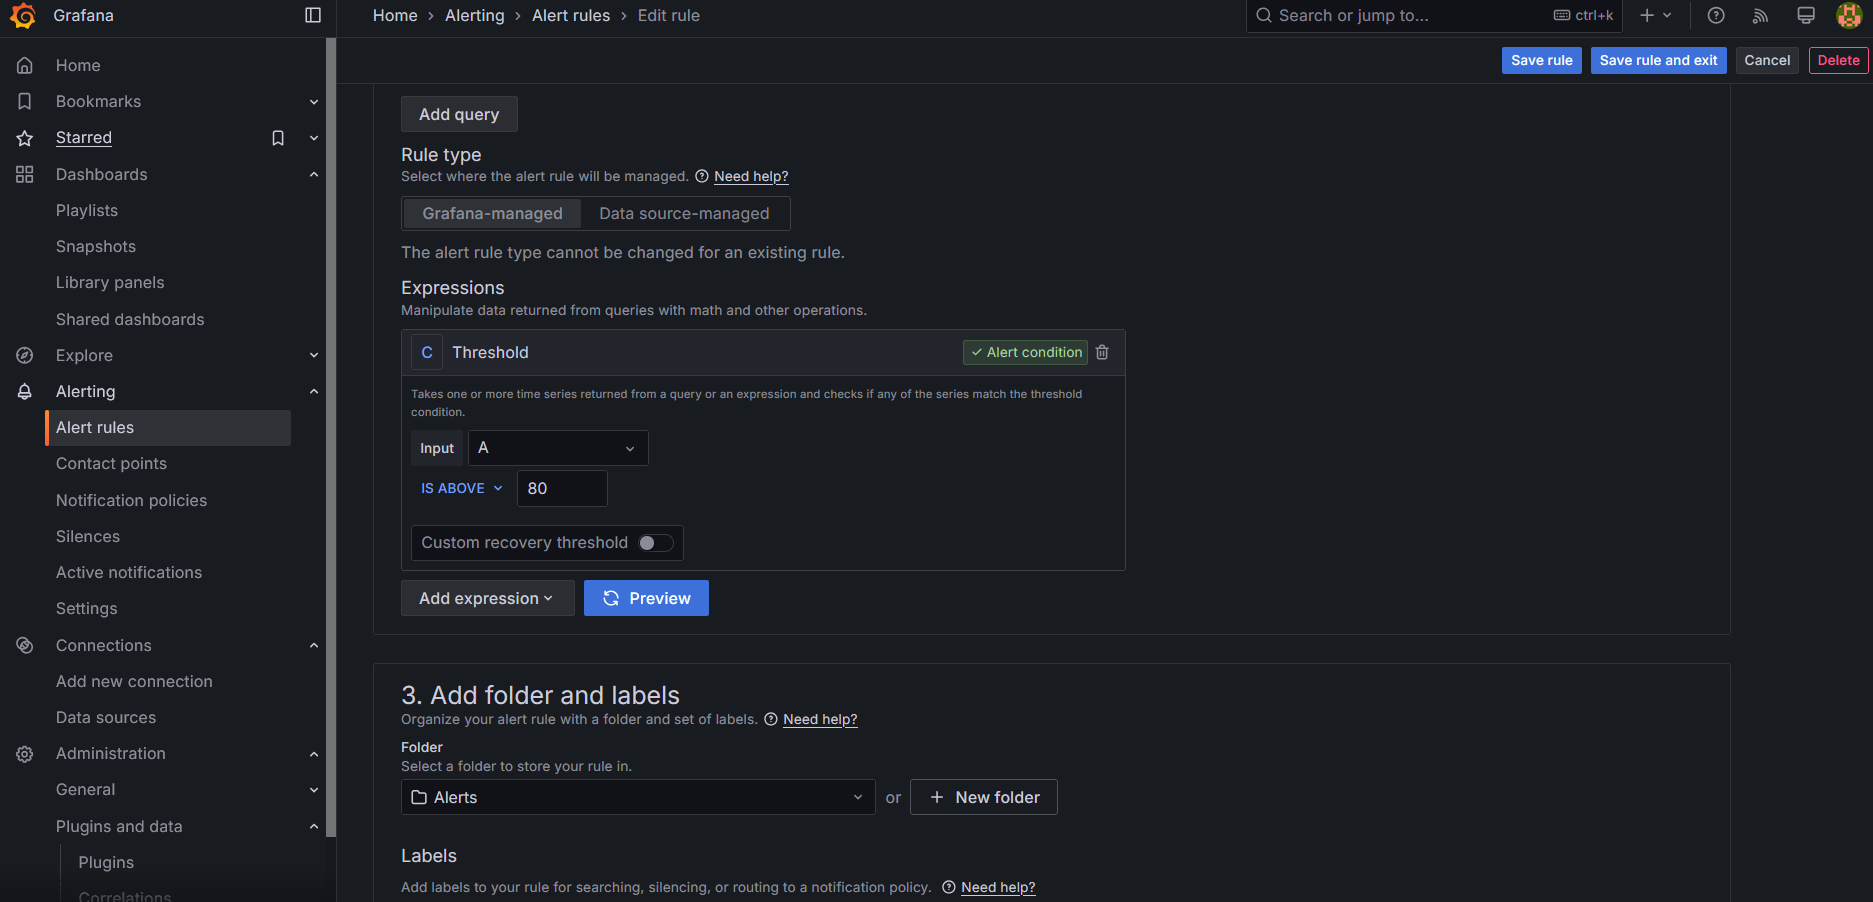 Grafana
Home › Alerting › Alert rules › Edit rule
Search or jump to...
ctrl+k
Save rule
Save rule and exit
Cancel
Delete
Home
Bookmarks
Starred
Dashboards
Playlists
Snapshots
Library panels
Shared dashboards
Explore
Alerting
Alert rules
Contact points
Notification policies
Silences
Active notifications
Settings
Connections
Add new connection
Data sources
Administration
General
Plugins and data
Plugins
Correlations
Add query
Rule type
Select where the alert rule will be managed. Need help?
Grafana-managed
Data source-managed
The alert rule type cannot be changed for an existing rule.
Expressions
Manipulate data returned from queries with math and other operations.
C Threshold
Alert condition
Takes one or more time series returned from a query or an expression and checks if any of the series match the threshold
condition.
Input A
IS ABOVE 80
Custom recovery threshold
Add expression
Preview
3. Add folder and labels
Organize your alert rule with a folder and set of labels. Need help?
Folder
Select a folder to store your rule in.
Alerts or + New folder
Labels
Add labels to your rule for searching, silencing, or routing to a notification policy. Need help?